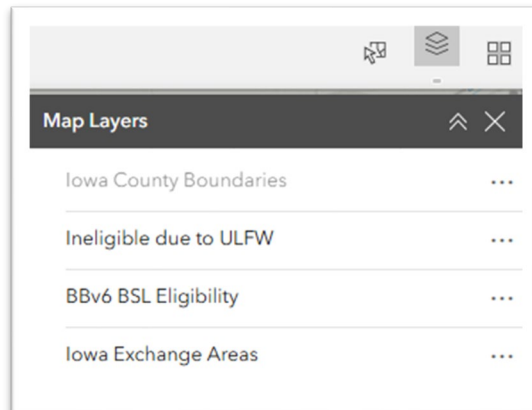 Map Layers
Iowa County Boundaries
Ineligible due to ULFW
BBv6 BSL Eligibility
Iowa Exchange Areas